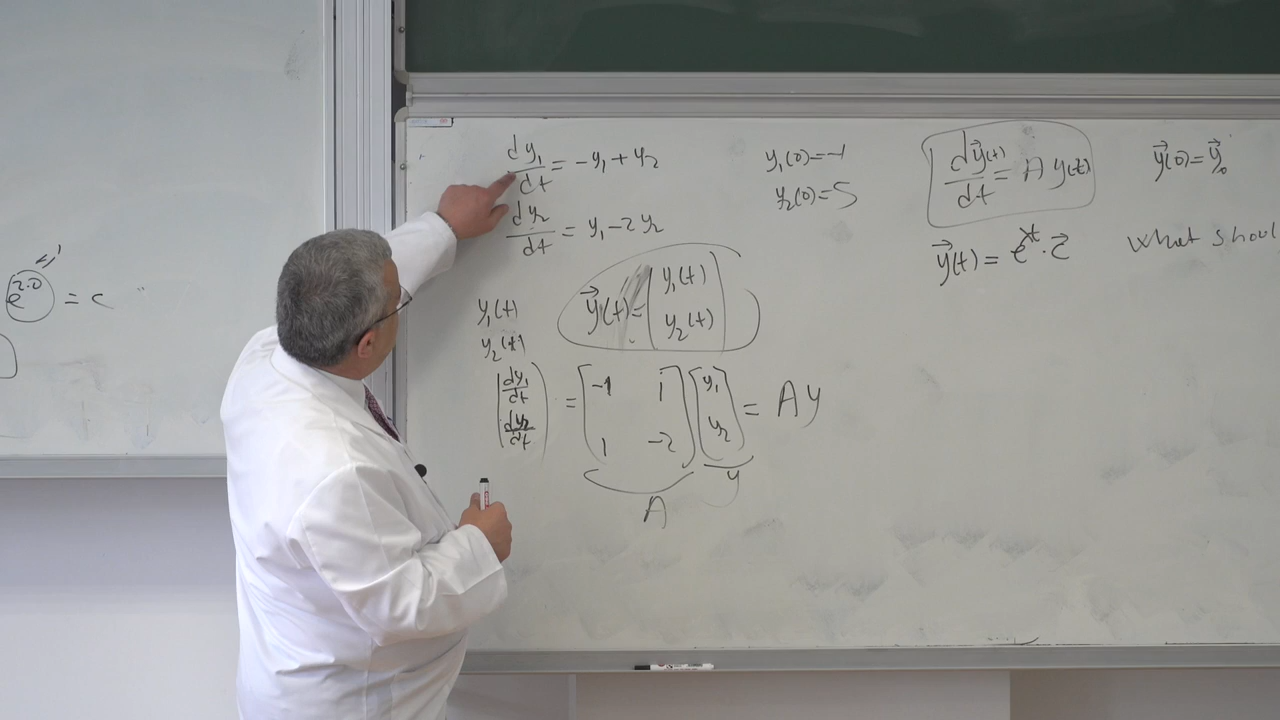 e^{2·0} = c
"1"
dy₁/dt = -y₁ + y₂
dy₂/dt = y₁ - 2y₂
y₁(0) = -1
y₂(0) = 5
dy⃗(t)/dt = A y(t)
y⃗(0) = y⃗₀
y⃗(t) = e^{λt} · z⃗
What shoul
y₁(t)
y₂(t)
y⃗(t) = [y₁(t) y₂(t)]
[dy₁/dt dy₂/dt] = [-1 1 1 -2] [y₁ y₂] = Ay
A
y